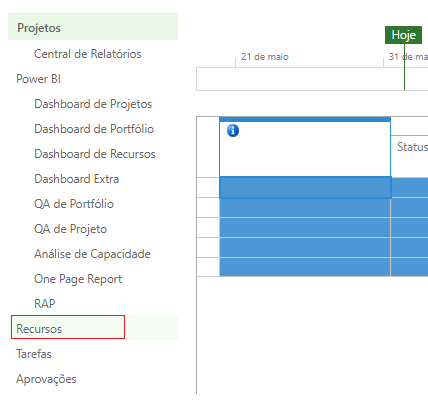 Projetos
Central de Relatórios
Power BI
Dashboard de Projetos
Dashboard de Portfólio
Dashboard de Recursos
Dashboard Extra
QA de Portfólio
QA de Projeto
Análise de Capacidade
One Page Report
RAP
Recursos
Tarefas
Aprovações
Hoje
21 de maio
31 de ma
Status